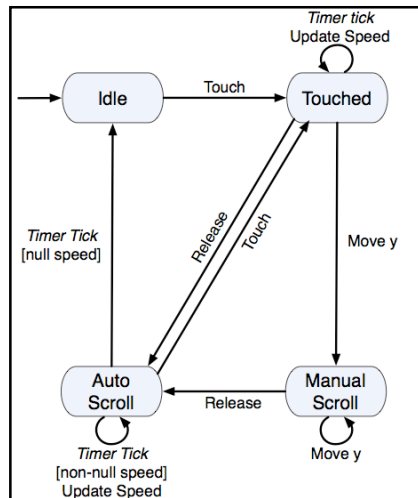 Timer tick
Update Speed
Idle
Touch
Touched
Release
Touch
Timer Tick
[null speed]
Move y
Auto
Scroll
Release
Manual
Scroll
Timer Tick
[non-null speed]
Update Speed
Move y